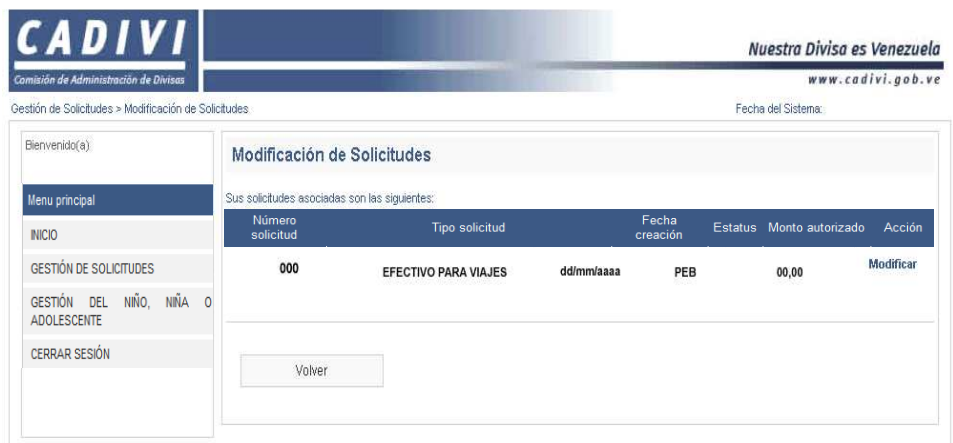 CADIVI
Comisión de Administración de Divisas
Nuestra Divisa es Venezuela
www.cadivi.gob.ve
Gestión de Solicitudes > Modificación de Solicitudes
Fecha del Sistema:
Bienvenido(a)
Menu principal
INICIO
GESTIÓN DE SOLICITUDES
GESTIÓN DEL NIÑO, NIÑA O
ADOLESCENTE
CERRAR SESIÓN
Modificación de Solicitudes
Sus solicitudes asociadas son las siguientes:
Número solicitud Tipo solicitud Fecha creación Estatus Monto autorizado Acción
000 EFECTIVO PARA VIAJES dd/mm/aaaa PEB 00,00 Modificar
Volver